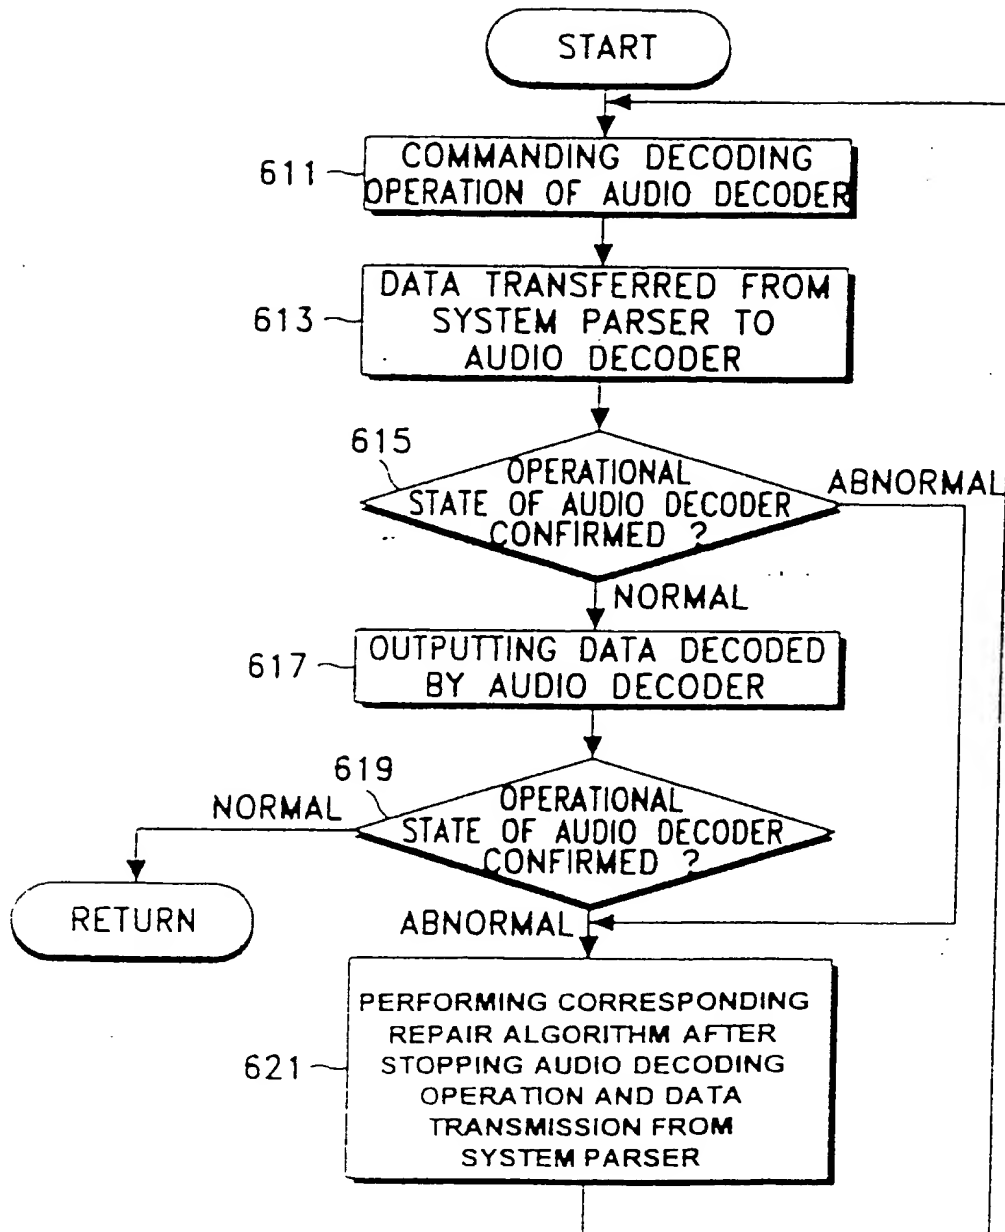 START
611
COMMANDING DECODING
OPERATION OF AUDIO DECODER
613
DATA TRANSFERRED FROM
SYSTEM PARSER TO
AUDIO DECODER
615
OPERATIONAL
STATE OF AUDIO DECODER
CONFIRMED ?
ABNORMAL
NORMAL
617
OUTPUTTING DATA DECODED
BY AUDIO DECODER
619
OPERATIONAL
STATE OF AUDIO DECODER
CONFIRMED ?
NORMAL
RETURN
ABNORMAL
621
PERFORMING CORRESPONDING
REPAIR ALGORITHM AFTER
STOPPING AUDIO DECODING
OPERATION AND DATA
TRANSMISSION FROM
SYSTEM PARSER